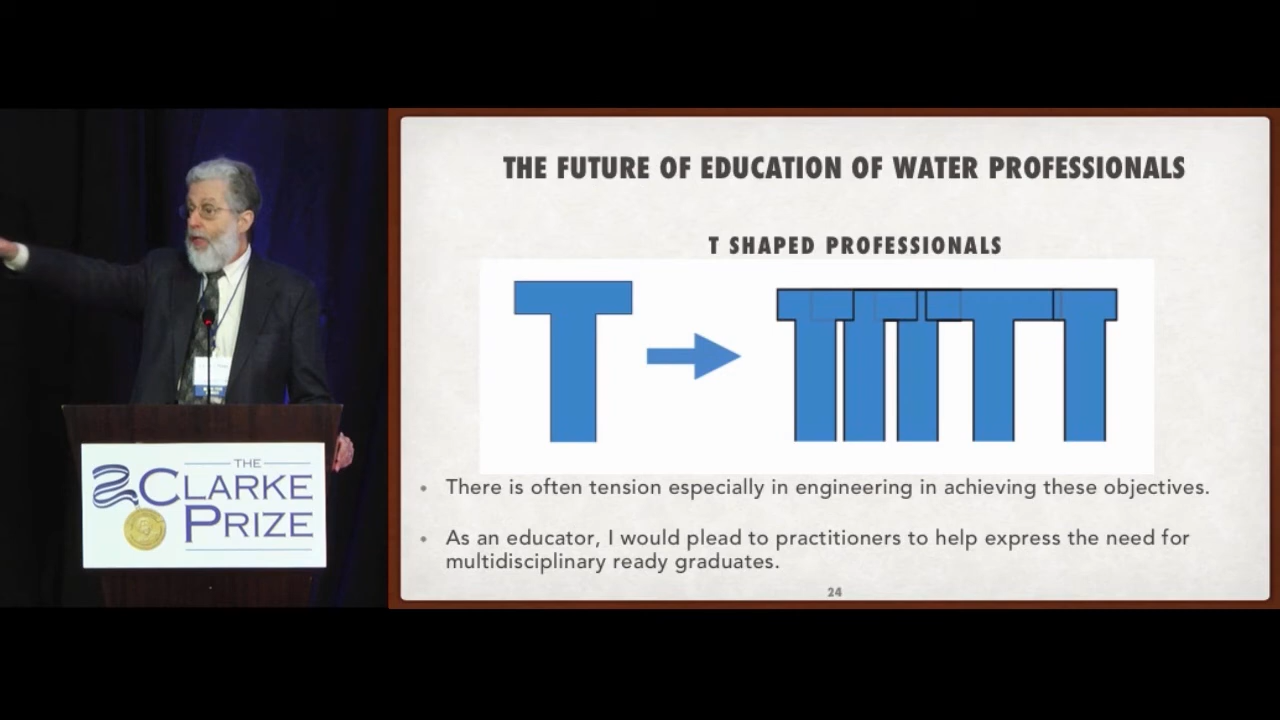 THE FUTURE OF EDUCATION OF WATER PROFESSIONALS
T SHAPED PROFESSIONALS
T
• There is often tension especially in engineering in achieving these objectives.
• As an educator, I would plead to practitioners to help express the need for
multidisciplinary ready graduates.
24
THE
CLARKE
PRIZE